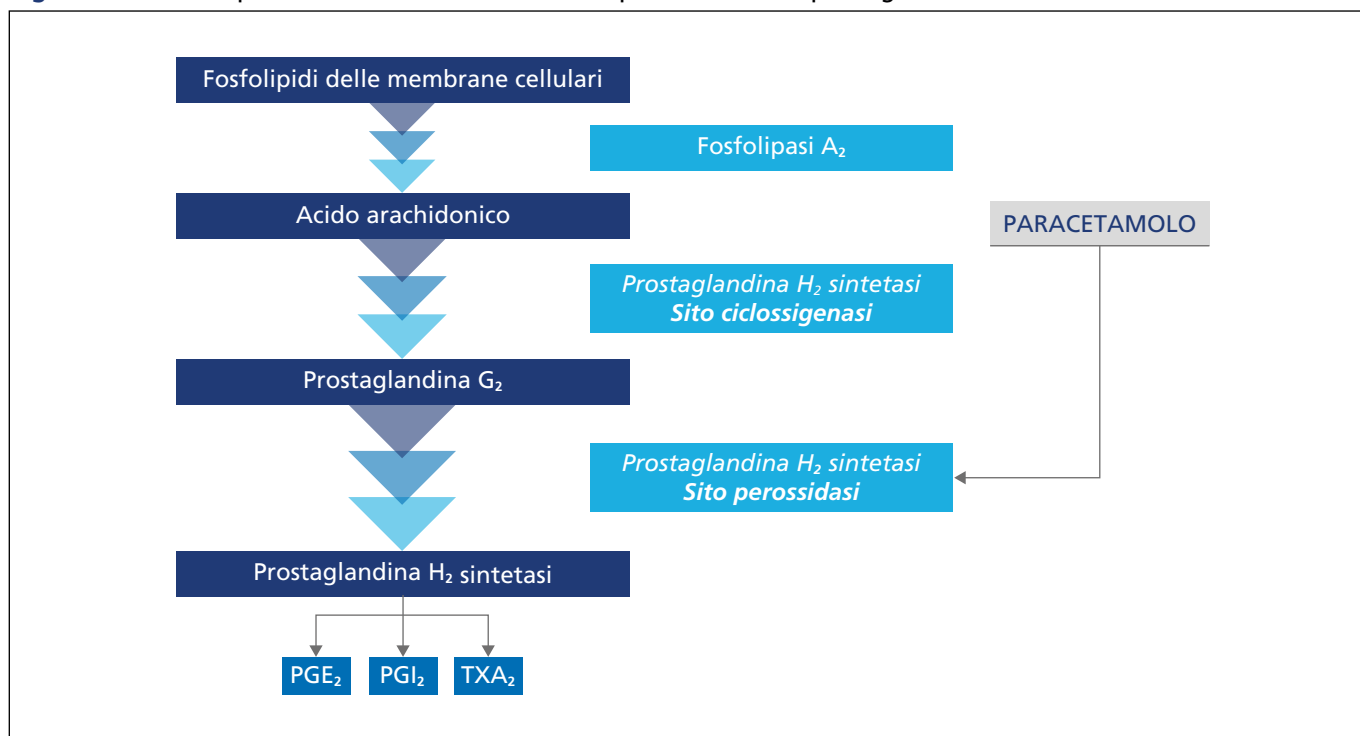 Fosfolipidi delle membrane cellulari
Fosfolipasi A₂
Acido arachidonico
PARACETAMOLO
Prostaglandina H₂ sintetasi
Sito ciclossigenasi
Prostaglandina G₂
Prostaglandina H₂ sintetasi
Sito perossidasi
Prostaglandina H₂ sintetasi
PGE₂ PGI₂ TXA₂